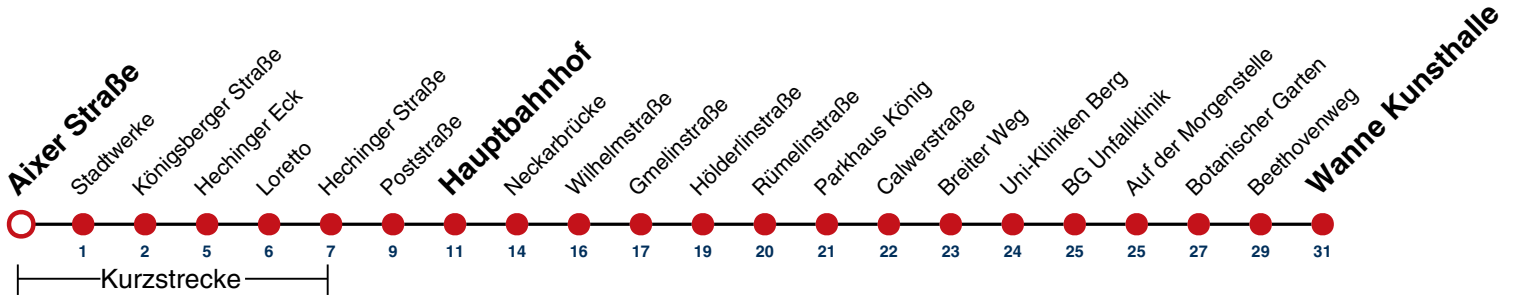 Aixer Straße
Stadtwerke
Königsberger Straße
Hechinger Eck
Loretto
Hechinger Straße
Poststraße
Hauptbahnhof
Neckarbrücke
Wilhelmstraße
Gmelinstraße
Hölderlinstraße
Rümelinstraße
Parkhaus König
Calwerstraße
Breiter Weg
Uni-Kliniken Berg
BG Unfallklinik
Auf der Morgenstelle
Botanischer Garten
Beethovenweg
Wanne Kunsthalle
1 2 5 6 7 9 11 14 16 17 19 20 21 22 23 24 25 25 27 29 31
Kurzstrecke